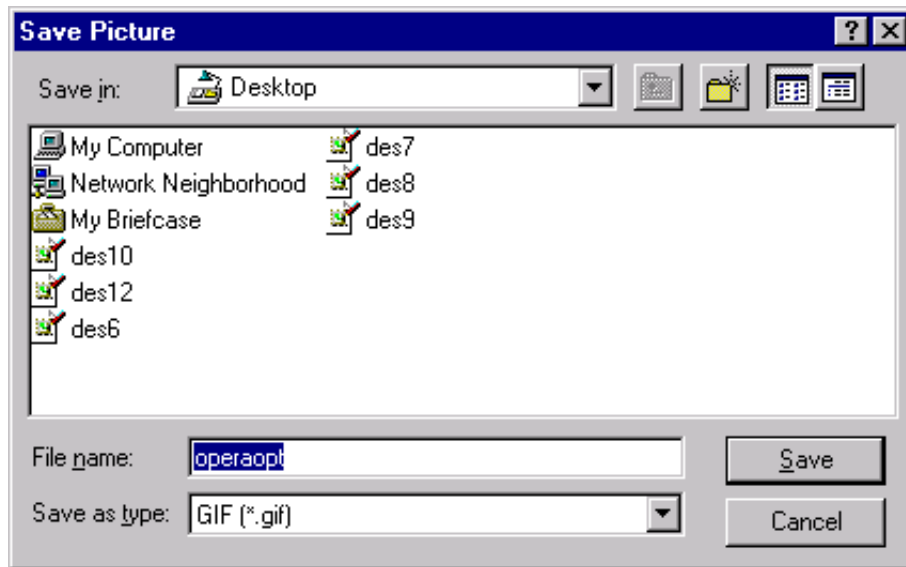 Save Picture
Save in: Desktop
My Computer
Network Neighborhood
My Briefcase
des10
des12
des6
des7
des8
des9
File name: operaopt
Save
Save as type: GIF (*.gif)
Cancel